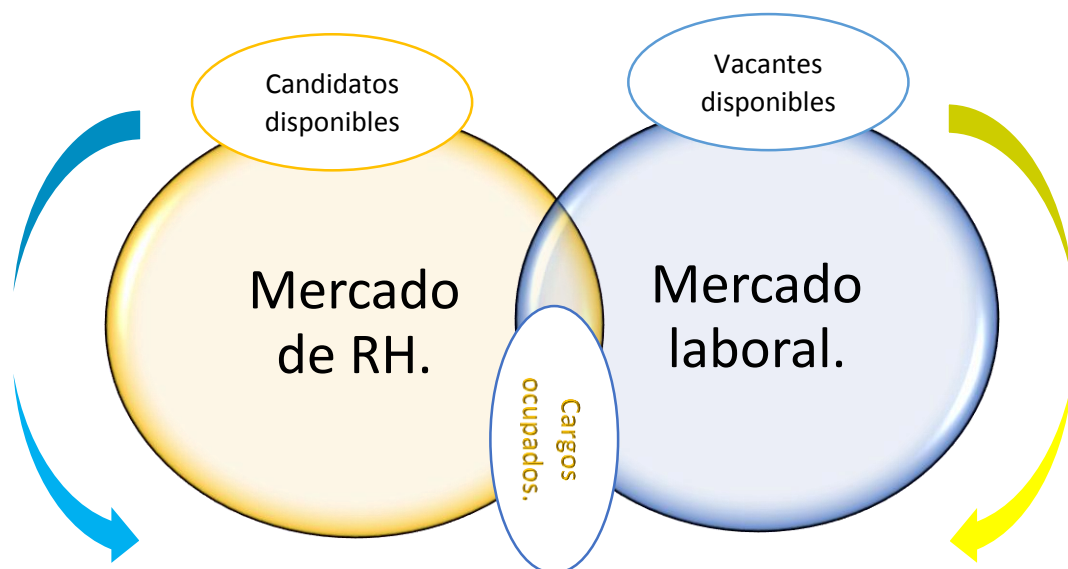 Candidatos
disponibles
Vacantes
disponibles
Mercado
de RH.
Mercado
laboral.
Cargos
ocupados.